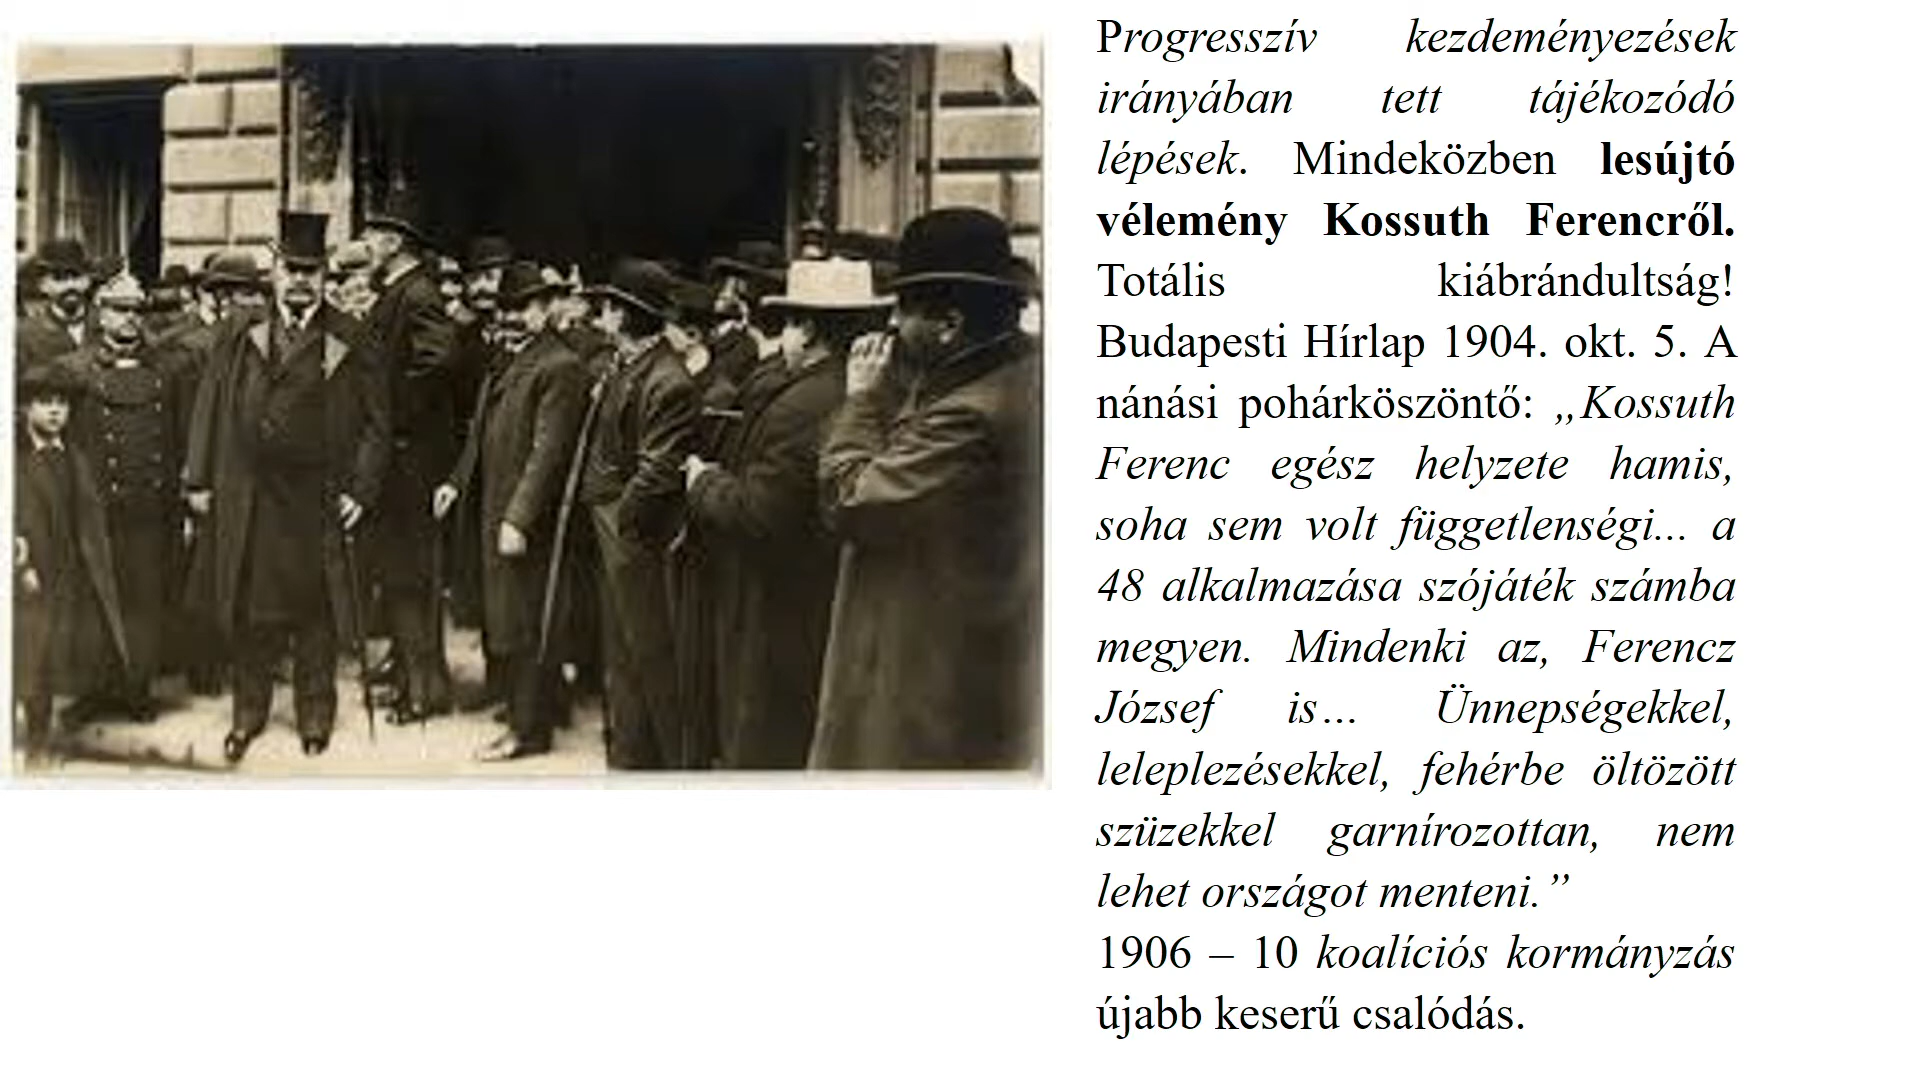 Progresszív kezdeményezések
irányában tett tájékozódó
lépések. Mindeközben lesújtó
vélemény Kossuth Ferencről.
Totális kiábrándultság!
Budapesti Hírlap 1904. okt. 5. A
nánási pohárköszöntő: „Kossuth
Ferenc egész helyzete hamis,
soha sem volt függetlenségi... a
48 alkalmazása szójáték számba
megyen. Mindenki az, Ferencz
József is… Ünnepségekkel,
leleplezésekkel, fehérbe öltözött
szüzekkel garnírozottan, nem
lehet országot menteni.”
1906 – 10 koalíciós kormányzás
újabb keserű csalódás.